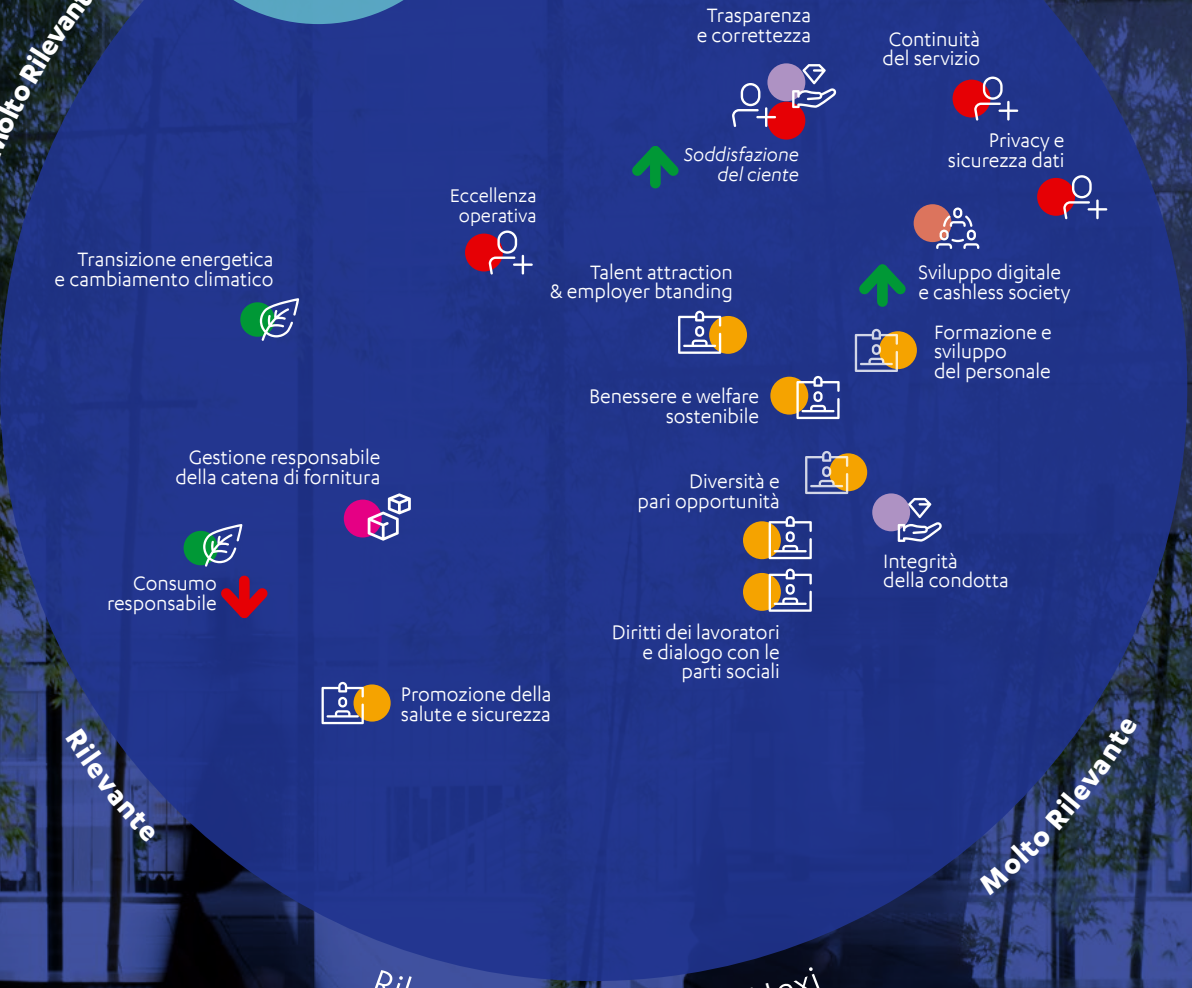 Trasparenza
e correttezza
Continuità
del servizio
Molto Rilevante
Privacy e
sicurezza dati
Soddisfazione
del ciente
Eccellenza
operativa
Transizione energetica
e cambiamento climatico
Talent attraction
& employer btanding
Sviluppo digitale
e cashless society
Formazione e
sviluppo
del personale
Benessere e welfare
sostenibile
Gestione responsabile
della catena di fornitura
Diversità e
pari opportunità
Integrità
della condotta
Consumo
responsabile
Diritti dei lavoratori
e dialogo con le
parti sociali
Promozione della
salute e sicurezza
Rilevante
Molto Rilevante